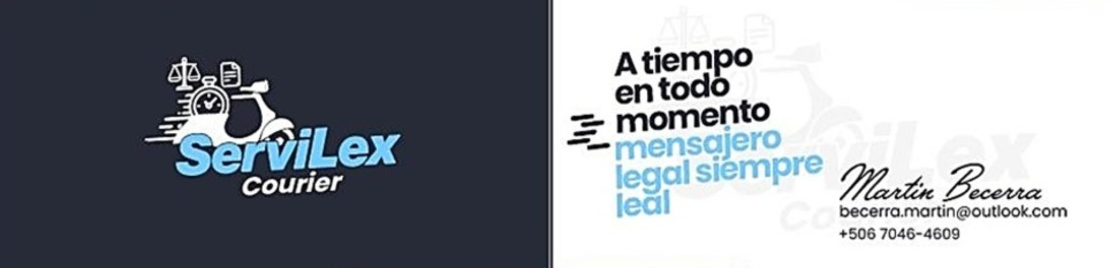 ServiLex
Courier
A tiempo
en todo
momento
mensajero
legal siempre
leal
Martin Becerra
becerra.martin@outlook.com
+506 7046-4609